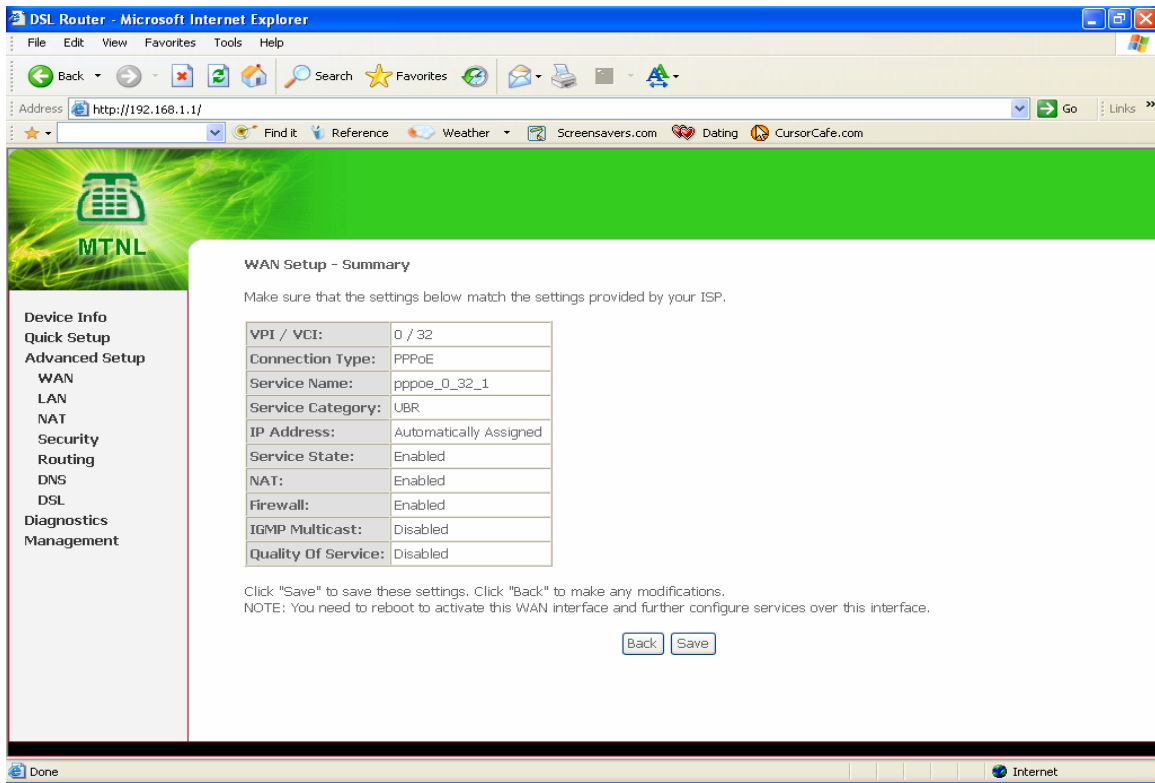 DSL Router - Microsoft Internet Explorer
File Edit View Favorites Tools Help
Back Search Favorites
Address http://192.168.1.1/ Go Links »
Find it Reference Weather Screensavers.com Dating CursorCafe.com
MTNL
Device Info
Quick Setup
Advanced Setup
WAN
LAN
NAT
Security
Routing
DNS
DSL
Diagnostics
Management
WAN Setup - Summary
Make sure that the settings below match the settings provided by your ISP.
VPI / VCI: 0 / 32
Connection Type: PPPoE
Service Name: pppoe_0_32_1
Service Category: UBR
IP Address: Automatically Assigned
Service State: Enabled
NAT: Enabled
Firewall: Enabled
IGMP Multicast: Disabled
Quality Of Service: Disabled
Click "Save" to save these settings. Click "Back" to make any modifications.
NOTE: You need to reboot to activate this WAN interface and further configure services over this interface.
Back Save
Done Internet